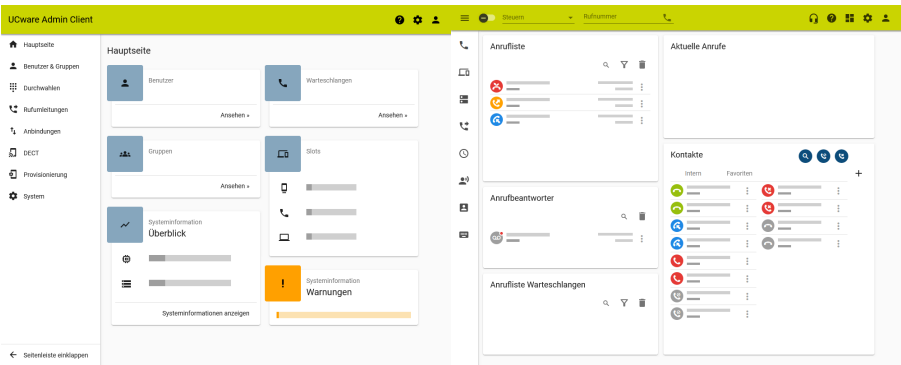 UCware Admin Client
Hauptseite
Benutzer & Gruppen
Durchwahlen
Rufumleitungen
Anbindungen
DECT
Provisionierung
System
Seitenleiste einklappen
Hauptseite
Benutzer
Ansehen »
Warteschlangen
Ansehen »
Gruppen
Ansehen »
Slots
Systeminformation
Überblick
Systeminformationen anzeigen
Systeminformation
Warnungen
Steuern
Rufnummer
Anrufliste
Anrufbeantworter
Anrufliste Warteschlangen
Aktuelle Anrufe
Kontakte
Intern
Favoriten